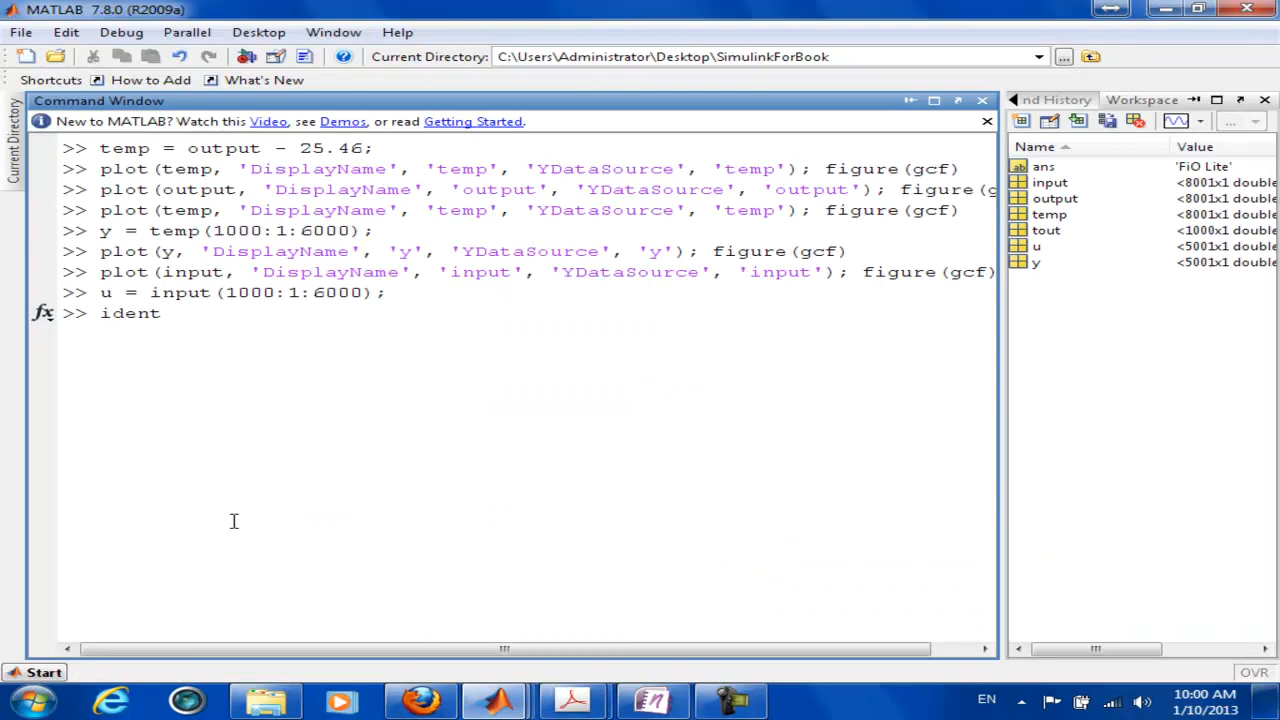 MATLAB 7.8.0 (R2009a)
File Edit Debug Parallel Desktop Window Help
Current Directory: C:\Users\Administrator\Desktop\SimulinkForBook ...
Shortcuts How to Add What's New
Current Directory
Command Window
New to MATLAB? Watch this Video, see Demos, or read Getting Started.
>> temp = output - 25.46;
>> plot(temp, 'DisplayName', 'temp', 'YDataSource', 'temp'); figure(gcf)
>> plot(output, 'DisplayName', 'output', 'YDataSource', 'output'); figure(g
>> plot(temp, 'DisplayName', 'temp', 'YDataSource', 'temp'); figure(gcf)
>> y = temp(1000:1:6000);
>> plot(y, 'DisplayName', 'y', 'YDataSource', 'y'); figure(gcf)
>> plot(input, 'DisplayName', 'input', 'YDataSource', 'input'); figure(gcf)
>> u = input(1000:1:6000);
fx >> ident
nd History Workspace
...
Name Value
ab ans 'FiO Lite'
input <8001x1 double
output <8001x1 double
temp <8001x1 double
tout <1000x1 double
u <5001x1 double
y <5001x1 double
Start
OVR
EN
10:00 AM
1/10/2013